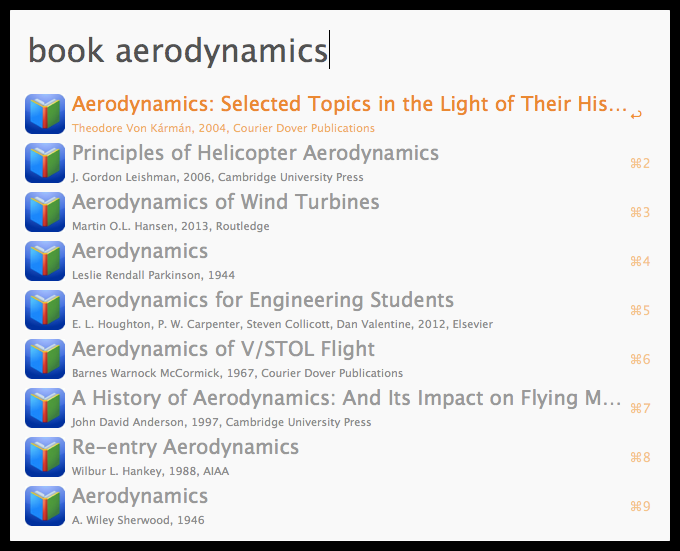 book aerodynamics
Aerodynamics: Selected Topics in the Light of Their His...
↩
Theodore Von Kármán, 2004, Courier Dover Publications
Principles of Helicopter Aerodynamics
⌘2
J. Gordon Leishman, 2006, Cambridge University Press
Aerodynamics of Wind Turbines
⌘3
Martin O.L. Hansen, 2013, Routledge
Aerodynamics
⌘4
Leslie Rendall Parkinson, 1944
Aerodynamics for Engineering Students
⌘5
E. L. Houghton, P. W. Carpenter, Steven Collicott, Dan Valentine, 2012, Elsevier
Aerodynamics of V/STOL Flight
⌘6
Barnes Warnock McCormick, 1967, Courier Dover Publications
A History of Aerodynamics: And Its Impact on Flying M...
⌘7
John David Anderson, 1997, Cambridge University Press
Re-entry Aerodynamics
⌘8
Wilbur L. Hankey, 1988, AIAA
Aerodynamics
⌘9
A. Wiley Sherwood, 1946